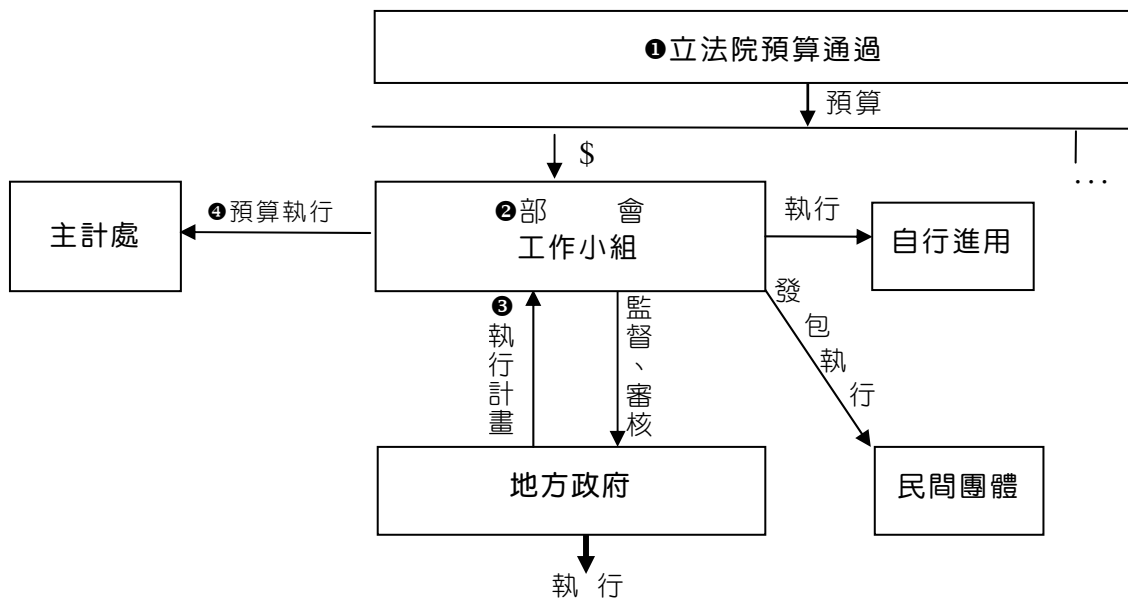 ❶立法院預算通過
預算
$
...
❹預算執行
主計處
❷部 會
工作小組
執行
自行進用
❸執行計畫
監督、審核
發包執行
地方政府
民間團體
執 行